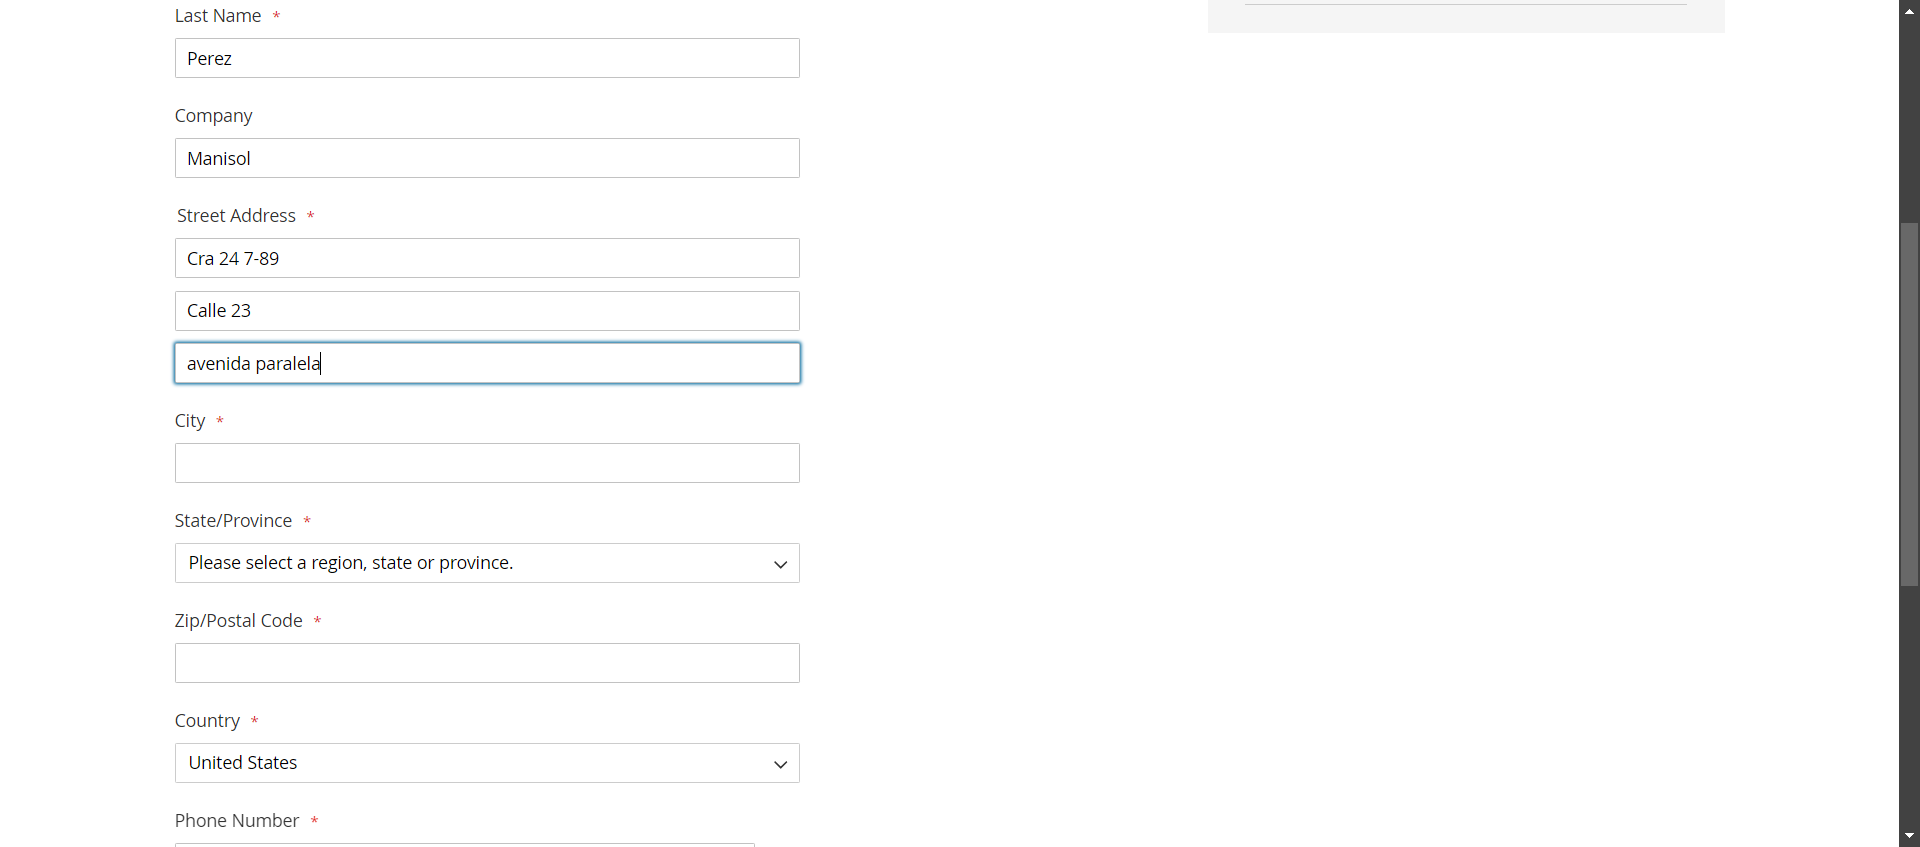 Last Name *
Perez
Company
Manisol
Street Address *
Cra 24 7-89
Calle 23
avenida paralela
City *
State/Province *
Please select a region, state or province.
Zip/Postal Code *
Country *
United States
Phone Number *